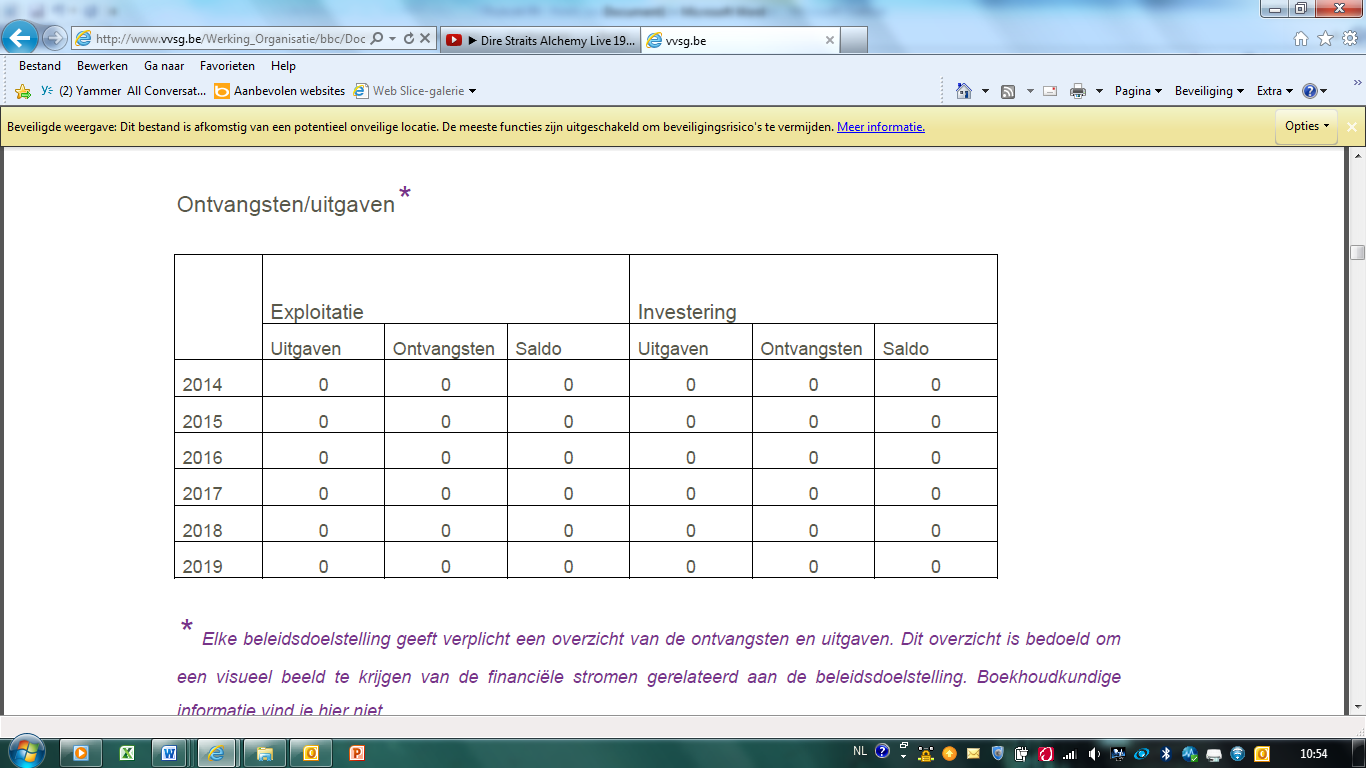 http://www.vvsg.be/Werking_Organisatie/bbc/Doc
Dire Straits Alchemy Live 19...
vvsg.be
Bestand Bewerken Ga naar Favorieten Help
(2) Yammer All Conversat... Aanbevolen websites Web Slice-galerie
Pagina Beveiliging Extra
Beveiligde weergave: Dit bestand is afkomstig van een potentieel onveilige locatie. De meeste functies zijn uitgeschakeld om beveiligingsrisico's te vermijden. Meer informatie.
Opties
Ontvangsten/uitgaven*
Exploitatie Investering
Uitgaven Ontvangsten Saldo Uitgaven Ontvangsten Saldo
2014 0 0 0 0 0 0
2015 0 0 0 0 0 0
2016 0 0 0 0 0 0
2017 0 0 0 0 0 0
2018 0 0 0 0 0 0
2019 0 0 0 0 0 0
* Elke beleidsdoelstelling geeft verplicht een overzicht van de ontvangsten en uitgaven. Dit overzicht is bedoeld om
een visueel beeld te krijgen van de financiële stromen gerelateerd aan de beleidsdoelstelling. Boekhoudkundige
informatie vind je hier niet
NL 10:54